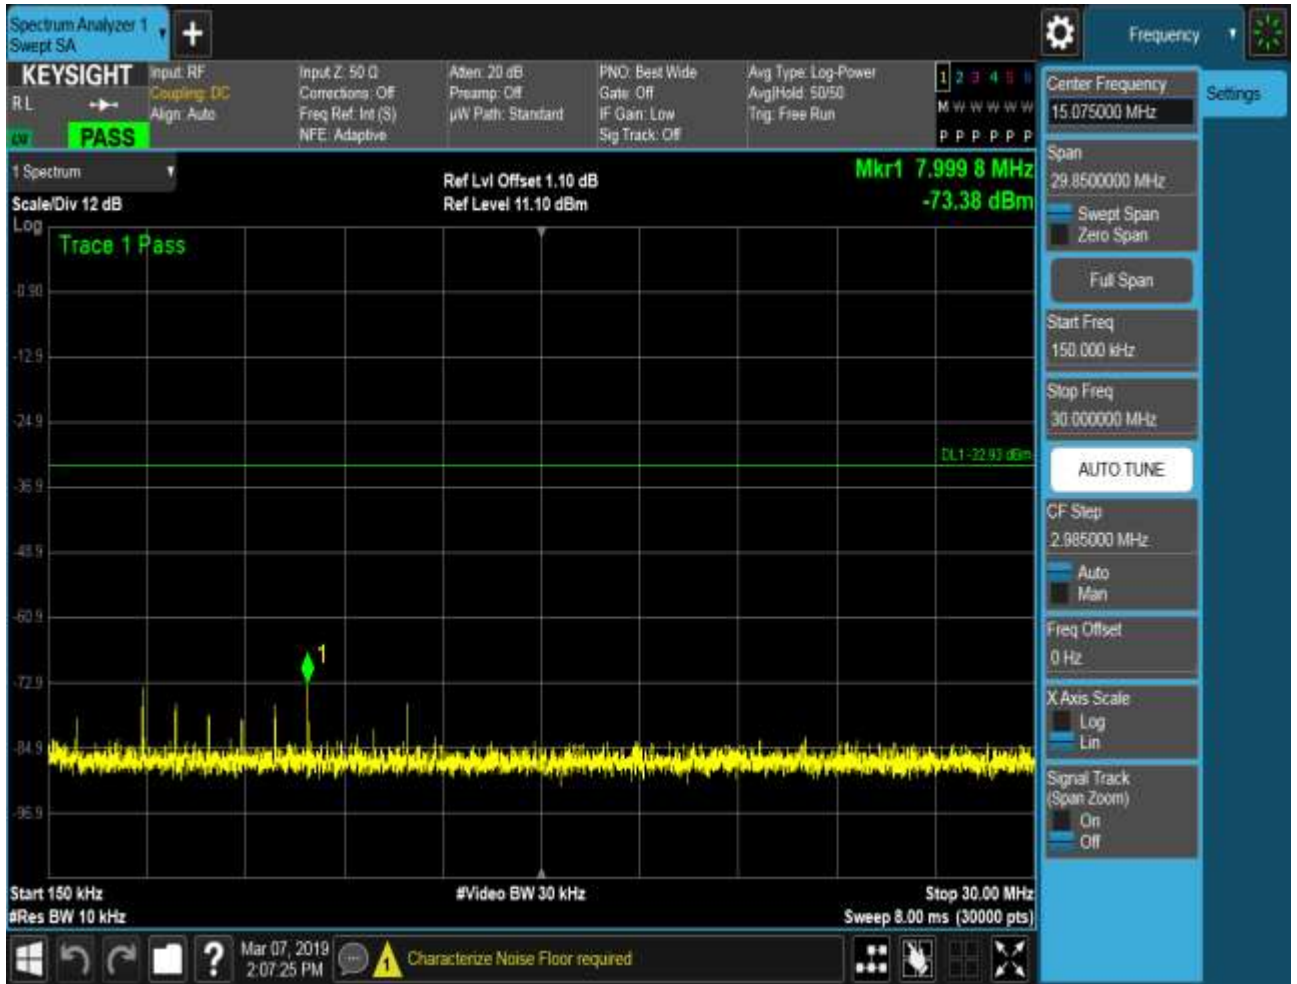 Spectrum Analyzer 1
Swept SA
+
Frequency
KEYSIGHT
R L
PASS
Input: RF
Coupling: DC
Align: Auto
Input Z: 50 Ω
Corrections: Off
Freq Ref: Int (S)
NFE: Adaptive
Atten: 20 dB
Preamp: Off
µW Path: Standard
PNO: Best Wide
Gate: Off
IF Gain: Low
Sig Track: Off
Avg Type: Log-Power
Avg|Hold: 50/50
Trig: Free Run
1 2 3 4 5 6
M W W W W W
P P P P P P
1 Spectrum
Scale/Div 12 dB
Log
Ref Lvl Offset 1.10 dB
Ref Level 11.10 dBm
Mkr1 7.999 8 MHz
-73.38 dBm
Trace 1 Pass
-0.90
-12.9
-24.9
DL1 -32.93 dBm
-36.9
-48.9
-60.9
1
-72.9
-84.9
-96.9
Start 150 kHz
#Res BW 10 kHz
#Video BW 30 kHz
Stop 30.00 MHz
Sweep 8.00 ms (30000 pts)
Center Frequency
15.075000 MHz
Settings
Span
29.8500000 MHz
Swept Span
Zero Span
Full Span
Start Freq
150.000 kHz
Stop Freq
30.000000 MHz
AUTO TUNE
CF Step
2.985000 MHz
Auto
Man
Freq Offset
0 Hz
X Axis Scale
Log
Lin
Signal Track
(Span Zoom)
On
Off
?
Mar 07, 2019
2:07:25 PM
1
Characterize Noise Floor required